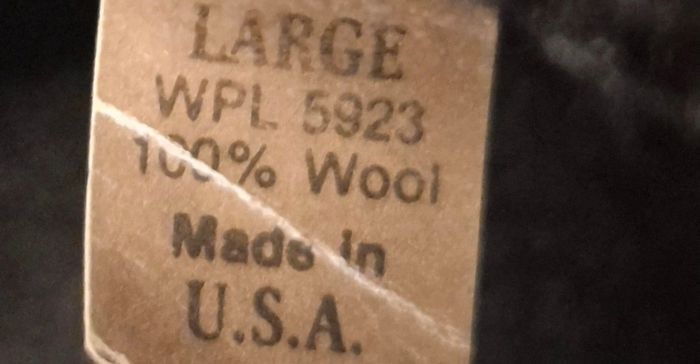 LARGE
WPL 5923
100% Wool
Made in
U.S.A.